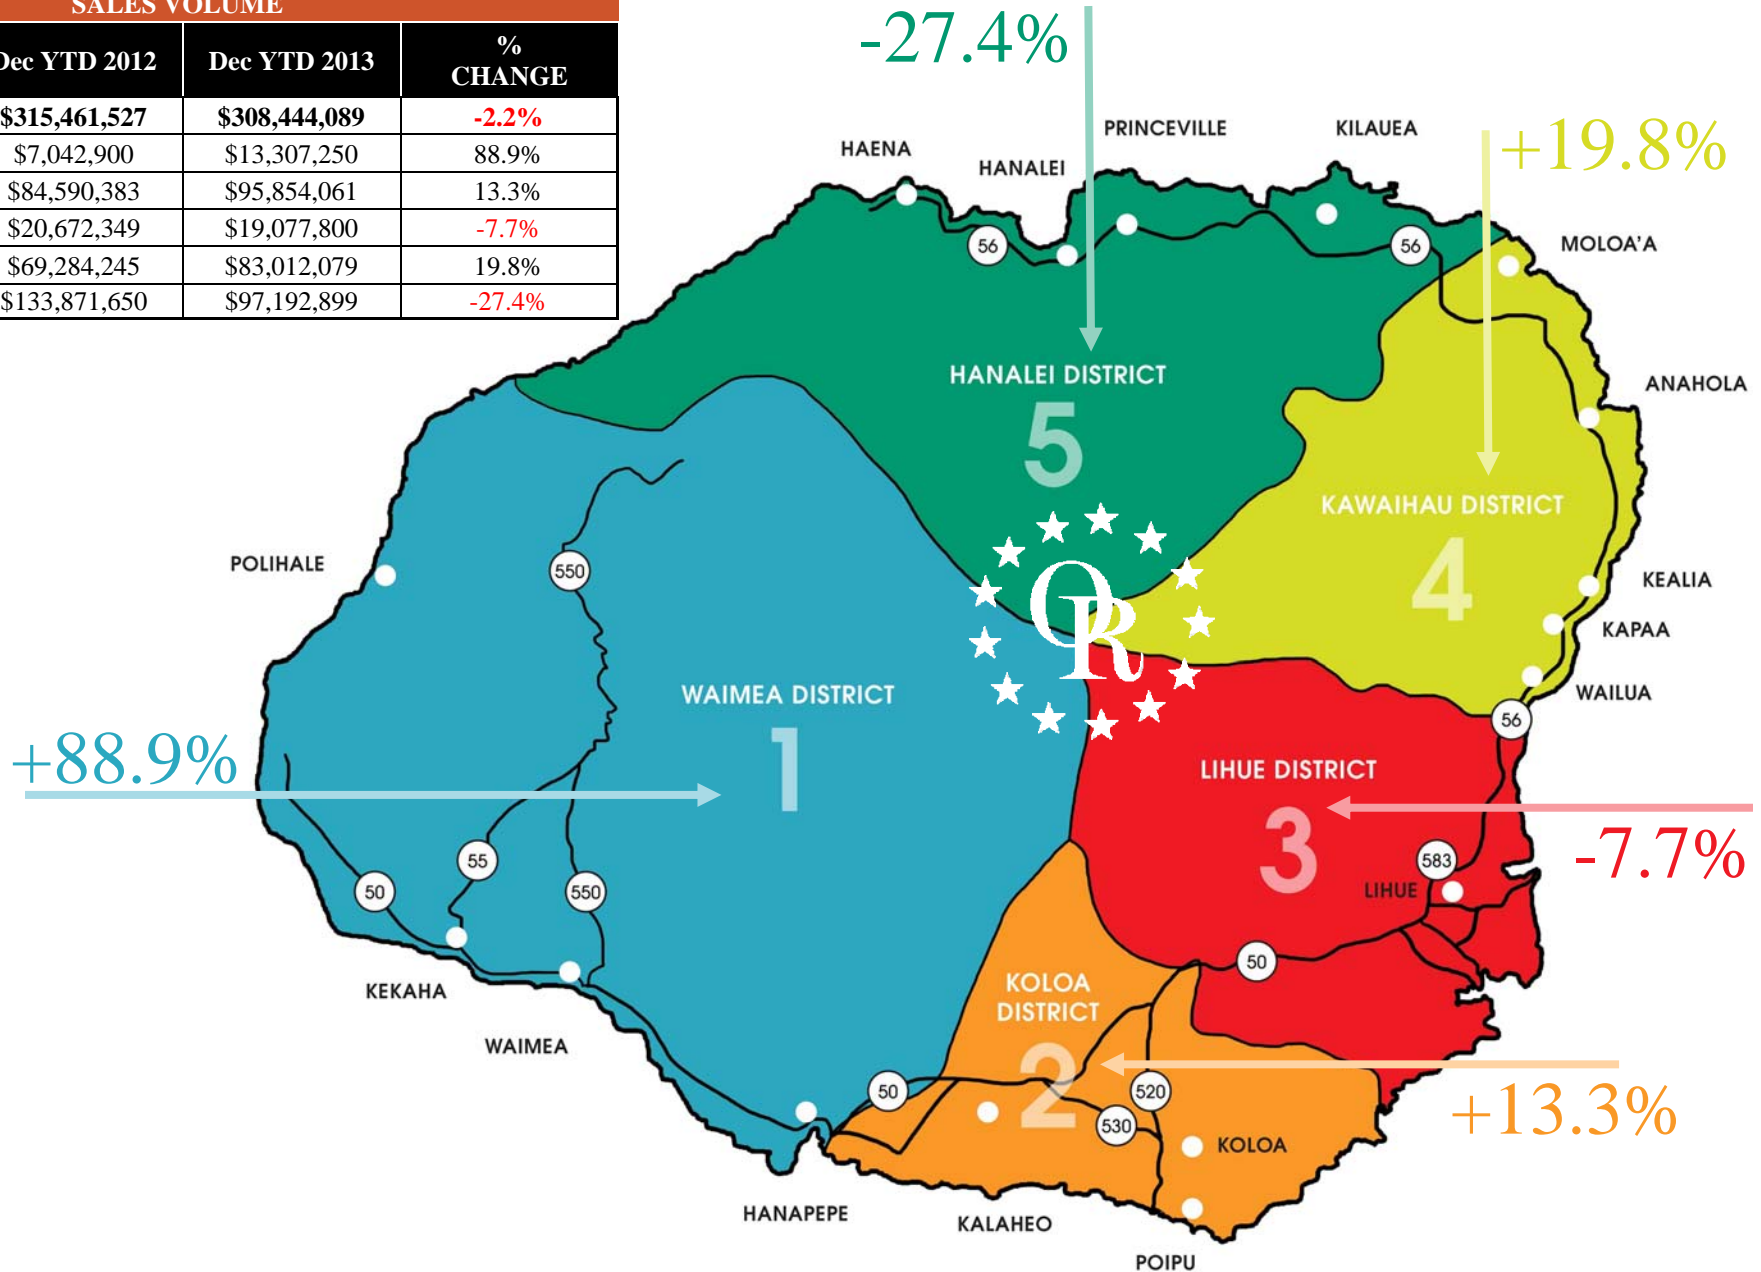 SALES VOLUME
Dec YTD 2012 Dec YTD 2013 % CHANGE
$315,461,527 $308,444,089 -2.2%
$7,042,900 $13,307,250 88.9%
$84,590,383 $95,854,061 13.3%
$20,672,349 $19,077,800 -7.7%
$69,284,245 $83,012,079 19.8%
$133,871,650 $97,192,899 -27.4%
-27.4%
+19.8%
HAENA
HANALEI
PRINCEVILLE
KILAUEA
56
56
MOLOA'A
HANALEI DISTRICT
5
ANAHOLA
KAWAIHAU DISTRICT
4
POLIHALE
550
KEALIA
KAPAA
OR
WAILUA
56
WAIMEA DISTRICT
1
+88.9%
LIHUE DISTRICT
3
-7.7%
583
LIHUE
55
50
550
50
KEKAHA
WAIMEA
KOLOA
DISTRICT
2
+13.3%
50
520
530
KOLOA
HANAPEPE
KALAHEO
POIPU